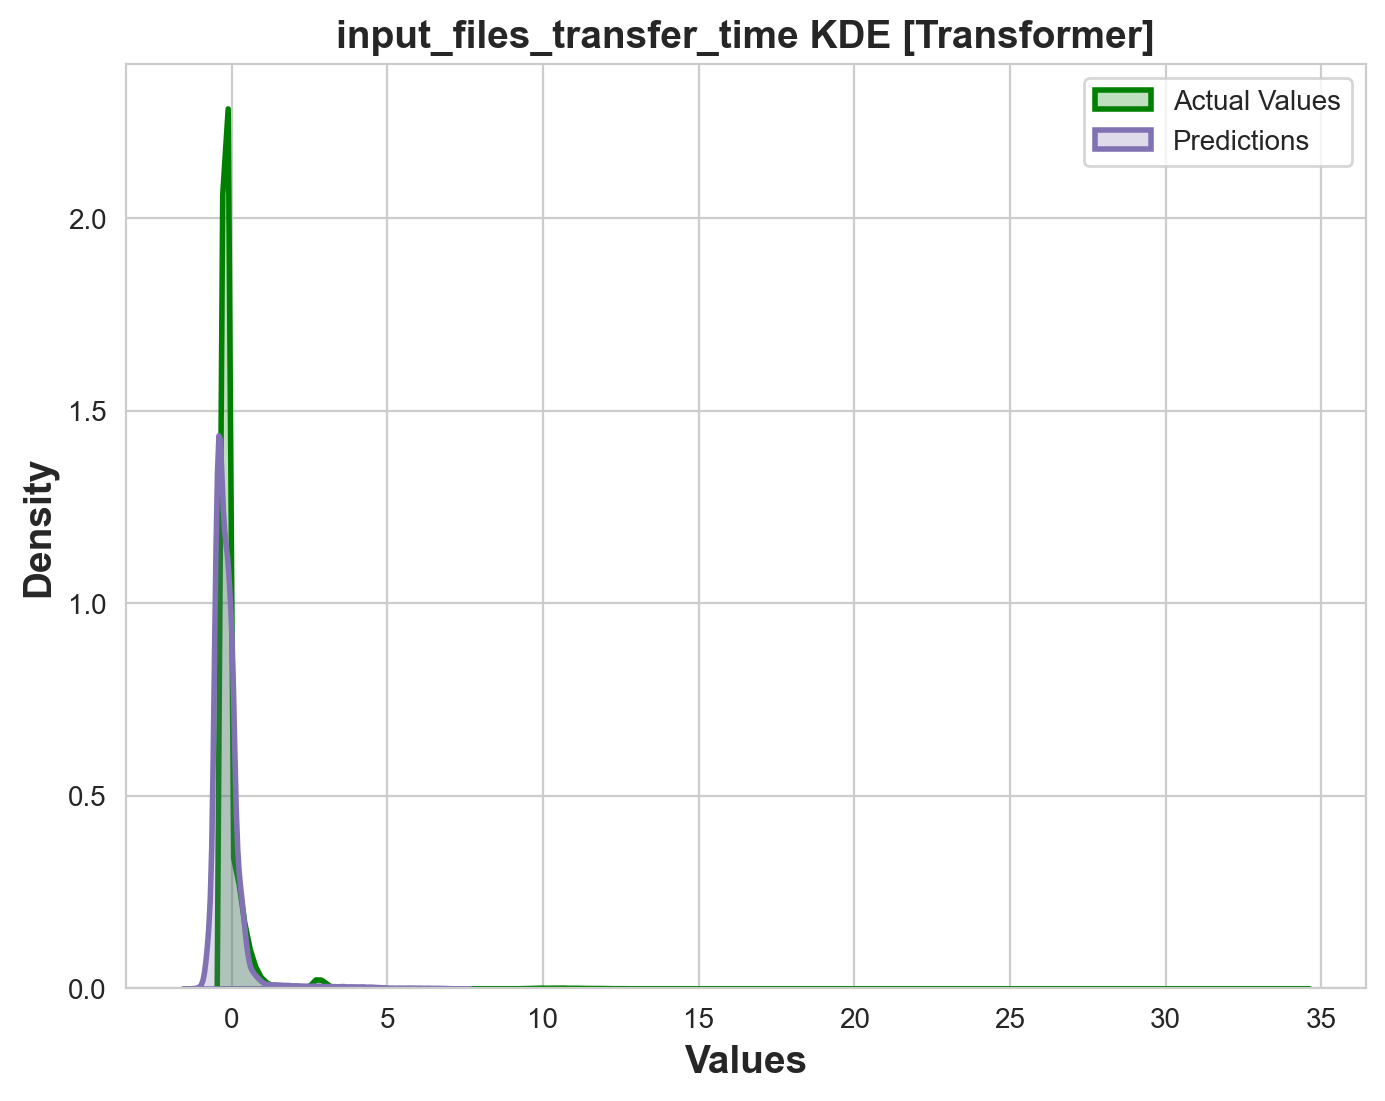 input_files_transfer_time KDE [Transformer]
Actual Values
Predictions
Density
2.0
1.5
1.0
0.5
0.0
0 5 10 15 20 25 30 35
Values